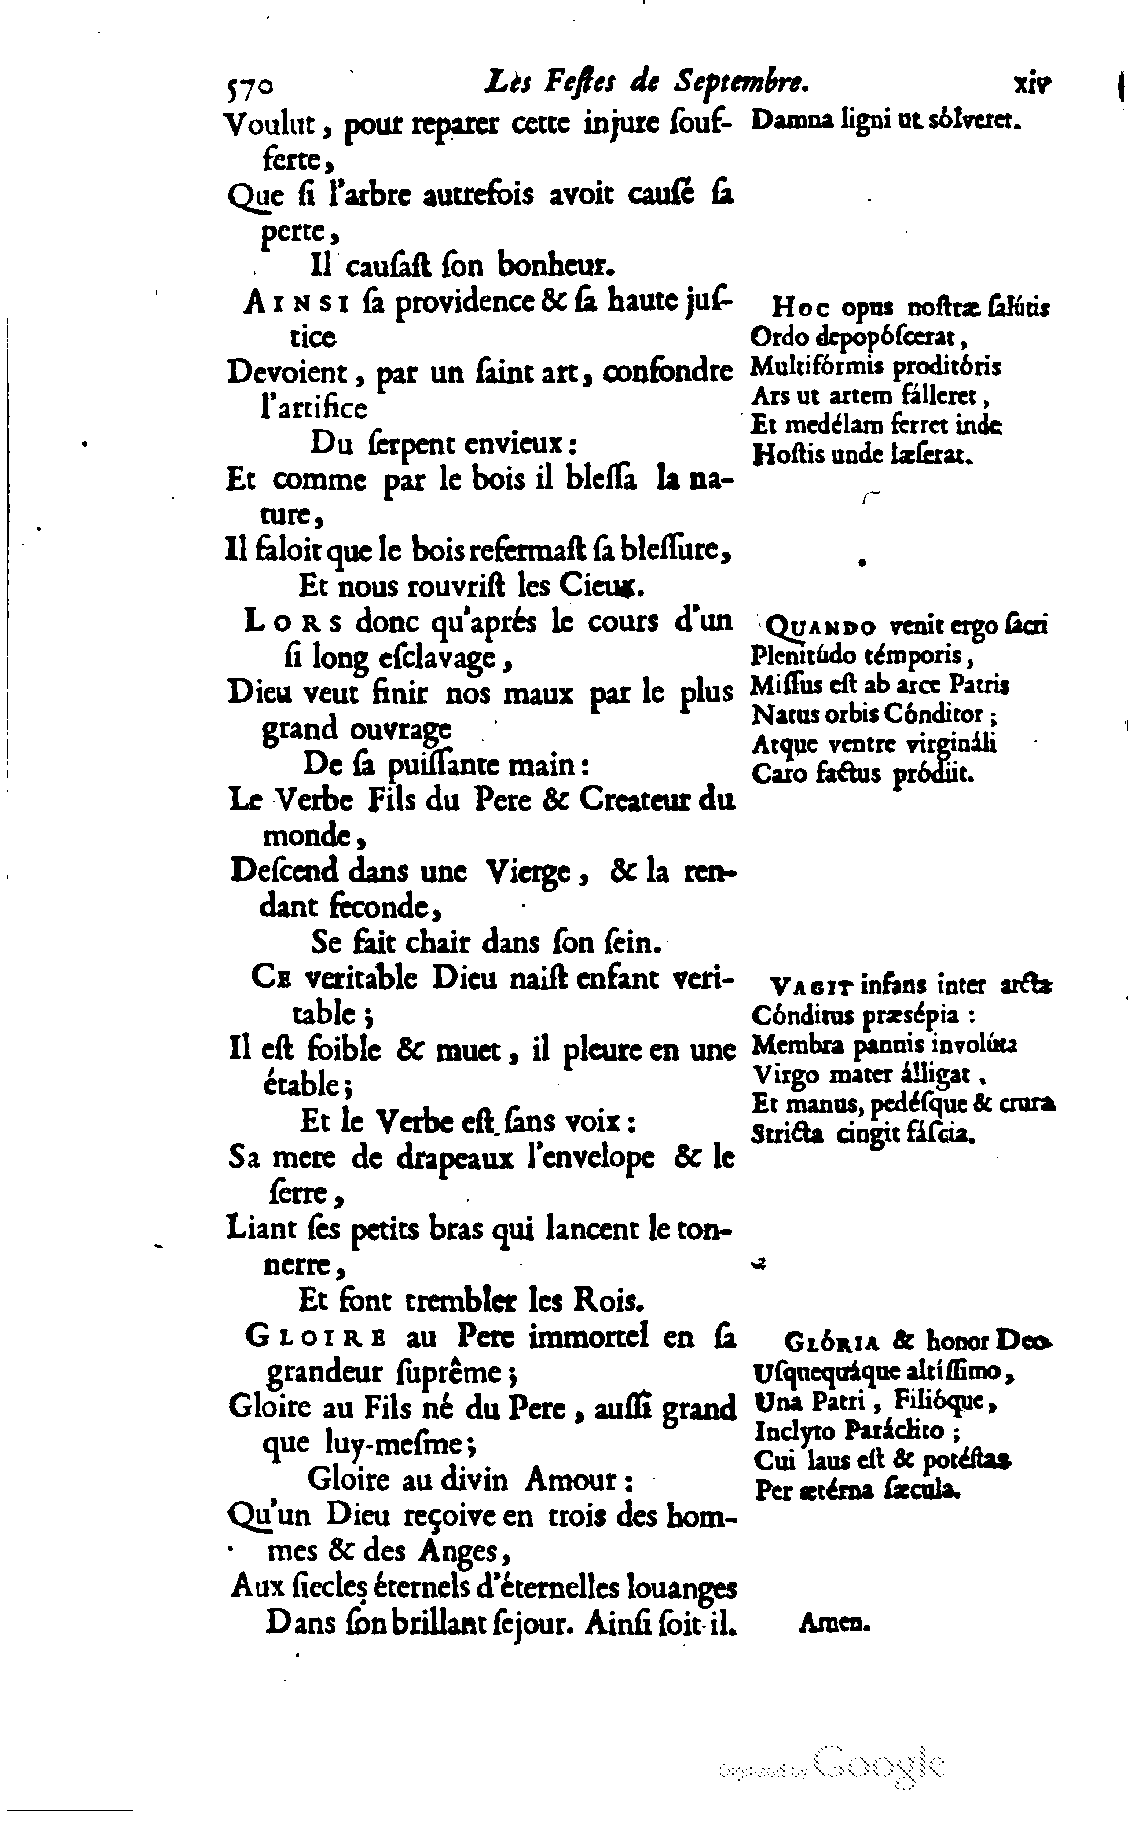 570 Les Feſtes de Septembre. xiv
Voulut, pour reparer cette injure ſouf-
ferte,
Que ſi l'arbre autrefois avoit cauſé ſa
perte,
Il cauſaſt ſon bonheur.
AINSI ſa providence & ſa haute juſ-
tice
Devoient, par un ſaint art, confondre
l'artifice
Du ſerpent envieux:
Et comme par le bois il bleſſa la na-
ture,
Il faloit que le bois refermaſt ſa bleſſure,
Et nous rouvriſt les Cieux.
LORS donc qu'aprés le cours d'un
ſi long eſclavage,
Dieu veut finir nos maux par le plus
grand ouvrage
De ſa puiſſante main:
Le Verbe Fils du Pere & Createur du
monde,
Deſcend dans une Vierge, & la ren-
dant feconde,
Se fait chair dans ſon ſein.
CE veritable Dieu naiſt enfant veri-
table;
Il eſt foible & muet, il pleure en une
étable;
Et le Verbe eſt ſans voix:
Sa mere de drapeaux l'envelope & le
ſerre,
Liant ſes petits bras qui lancent le ton-
nerre,
Et font trembler les Rois.
GLOIRE au Pere immortel en ſa
grandeur ſuprême;
Gloire au Fils né du Pere, auſſi grand
que luy-meſme;
Gloire au divin Amour:
Qu'un Dieu reçoive en trois des hom-
mes & des Anges,
Aux ſiecles éternels d'éternelles louanges
Dans ſon brillant ſejour. Ainſi ſoit-il.
Damna ligni ut sólveret.
HOC opus noſtræ ſalútis
Ordo depopóſcerat,
Multifórmis proditóris
Ars ut artem fálleret,
Et medélam ferret inde
Hoſtis unde læſerat.
QUANDO venit ergo ſacri
Plenitúdo témporis,
Miſſus eſt ab arce Patris
Natus orbis Cónditor;
Atque ventre virgináli
Caro factus pródiit.
VAGIT infans inter arcta
Cónditus præsépia:
Membra pannis involúta
Virgo mater álligat,
Et manus, pedéſque & crura
Stricta cingit fáſcia.
GLÓRIA & honor Deo
Uſquequáque altíſſimo,
Una Patri, Filióque,
Inclyto Paráclito;
Cui laus eſt & potéſtas
Per ætérna ſæcula.
Amen.
Digitized by Google